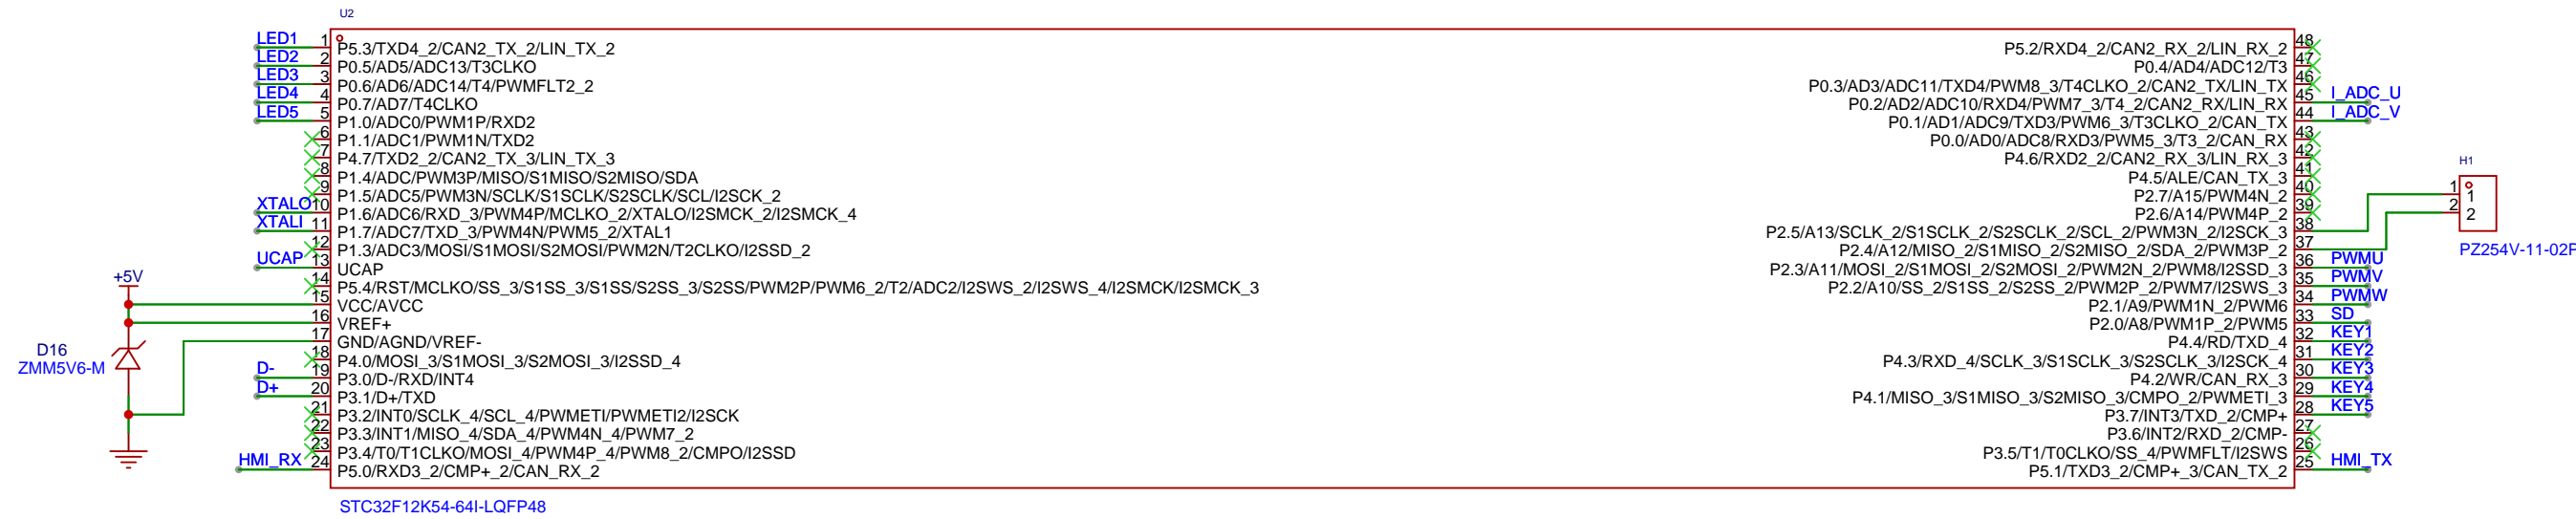 U2
LED1 1 P5.3/TXD4_2/CAN2_TX_2/LIN_TX_2
LED2 2 P0.5/AD5/ADC13/T3CLKO
LED3 3 P0.6/AD6/ADC14/T4/PWMFLT2_2
LED4 4 P0.7/AD7/T4CLKO
LED5 5 P1.0/ADC0/PWM1P/RXD2
6 P1.1/ADC1/PWM1N/TXD2
7 P4.7/TXD2_2/CAN2_TX_3/LIN_TX_3
8 P1.4/ADC/PWM3P/MISO/S1MISO/S2MISO/SDA
9 P1.5/ADC5/PWM3N/SCLK/S1SCLK/S2SCLK/SCL/I2SCK_2
XTALO 10 P1.6/ADC6/RXD_3/PWM4P/MCLKO_2/XTALO/I2SMCK_2/I2SMCK_4
XTALI 11 P1.7/ADC7/TXD_3/PWM4N/PWM5_2/XTAL1
12 P1.3/ADC3/MOSI/S1MOSI/S2MOSI/PWM2N/T2CLKO/I2SSD_2
UCAP 13 UCAP
14 P5.4/RST/MCLKO/SS_3/S1SS_3/S1SS/S2SS_3/S2SS/PWM2P/PWM6_2/T2/ADC2/I2SWS_2/I2SWS_4/I2SMCK/I2SMCK_3
+5V
15 VCC/AVCC
16 VREF+
17 GND/AGND/VREF-
D16
ZMM5V6-M
18 P4.0/MOSI_3/S1MOSI_3/S2MOSI_3/I2SSD_4
D- 19 P3.0/D-/RXD/INT4
D+ 20 P3.1/D+/TXD
21 P3.2/INT0/SCLK_4/SCL_4/PWMETI/PWMETI2/I2SCK
22 P3.3/INT1/MISO_4/SDA_4/PWM4N_4/PWM7_2
23 P3.4/T0/T1CLKO/MOSI_4/PWM4P_4/PWM8_2/CMPO/I2SSD
HMI_RX 24 P5.0/RXD3_2/CMP+_2/CAN_RX_2
P5.2/RXD4_2/CAN2_RX_2/LIN_RX_2 48
P0.4/AD4/ADC12/T3 47
P0.3/AD3/ADC11/TXD4/PWM8_3/T4CLKO_2/CAN2_TX/LIN_TX 46
P0.2/AD2/ADC10/RXD4/PWM7_3/T4_2/CAN2_RX/LIN_RX 45 I_ADC_U
P0.1/AD1/ADC9/TXD3/PWM6_3/T3CLKO_2/CAN_TX 44 I_ADC_V
P0.0/AD0/ADC8/RXD3/PWM5_3/T3_2/CAN_RX 43
P4.6/RXD2_2/CAN2_RX_3/LIN_RX_3 42
P4.5/ALE/CAN_TX_3 41
P2.7/A15/PWM4N_2 40
P2.6/A14/PWM4P_2 39
P2.5/A13/SCLK_2/S1SCLK_2/S2SCLK_2/SCL_2/PWM3N_2/I2SCK_3 38
P2.4/A12/MISO_2/S1MISO_2/S2MISO_2/SDA_2/PWM3P_2 37
P2.3/A11/MOSI_2/S1MOSI_2/S2MOSI_2/PWM2N_2/PWM8/I2SSD_3 36 PWMU
P2.2/A10/SS_2/S1SS_2/S2SS_2/PWM2P_2/PWM7/I2SWS_3 35 PWMV
P2.1/A9/PWM1N_2/PWM6 34 PWMW
P2.0/A8/PWM1P_2/PWM5 33 SD
P4.4/RD/TXD_4 32 KEY1
P4.3/RXD_4/SCLK_3/S1SCLK_3/S2SCLK_3/I2SCK_4 31 KEY2
P4.2/WR/CAN_RX_3 30 KEY3
P4.1/MISO_3/S1MISO_3/S2MISO_3/CMPO_2/PWMETI_3 29 KEY4
P3.7/INT3/TXD_2/CMP+ 28 KEY5
P3.6/INT2/RXD_2/CMP- 27
P3.5/T1/T0CLKO/SS_4/PWMFLT/I2SWS 26
P5.1/TXD3_2/CMP+_3/CAN_TX_2 25 HMI_TX
H1
1 1
2 2
PZ254V-11-02P
STC32F12K54-64I-LQFP48